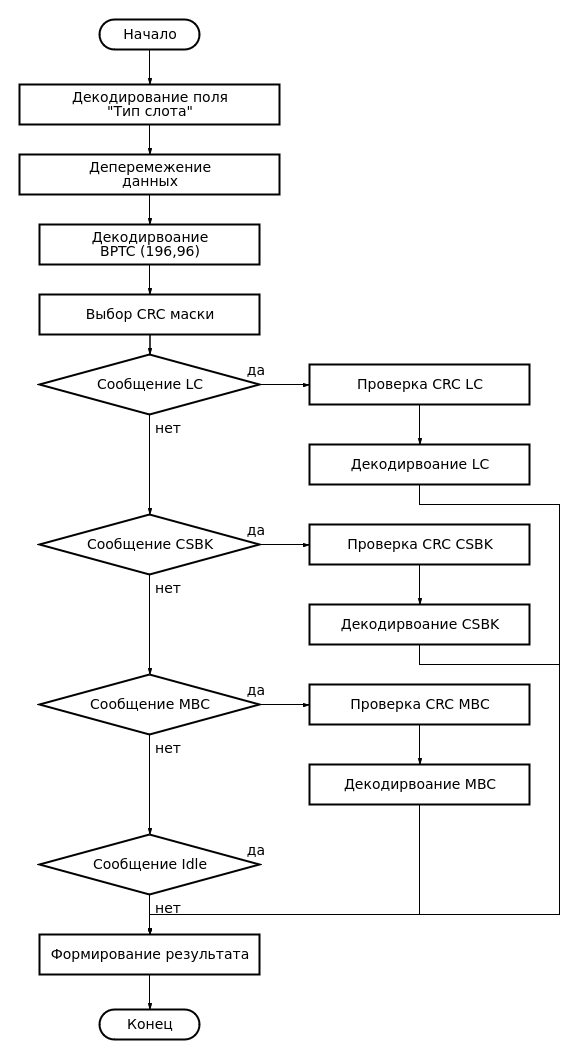 Начало
Декодирование поля
"Тип слота"
Деперемежение
данных
Декодирвоание
BPTC (196,96)
Выбор CRC маски
Сообщение LC
да
Проверка CRC LC
нет
Декодирвоание LC
Сообщение CSBK
да
Проверка CRC CSBK
нет
Декодирвоание CSBK
Сообщение MBC
да
Проверка CRC MBC
нет
Декодирвоание MBC
Сообщение Idle
да
нет
Формирование результата
Конец